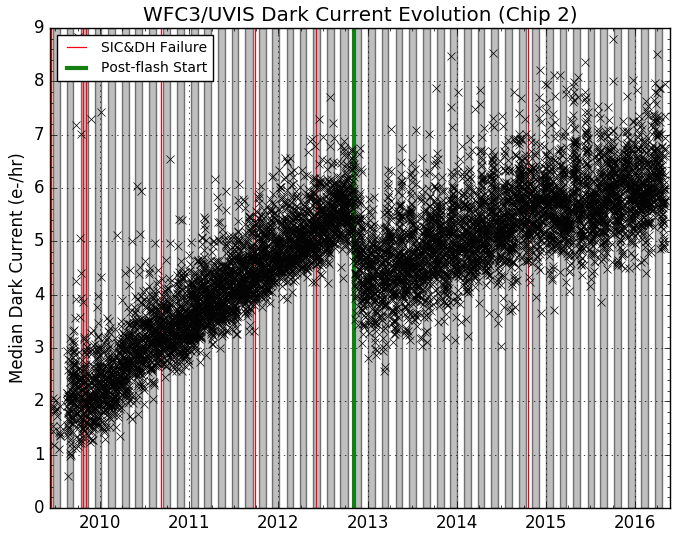 WFC3/UVIS Dark Current Evolution (Chip 2)
SIC&DH Failure
Post-flash Start
Median Dark Current (e-/hr)
9
8
7
6
5
4
3
2
1
0
2010 2011 2012 2013 2014 2015 2016